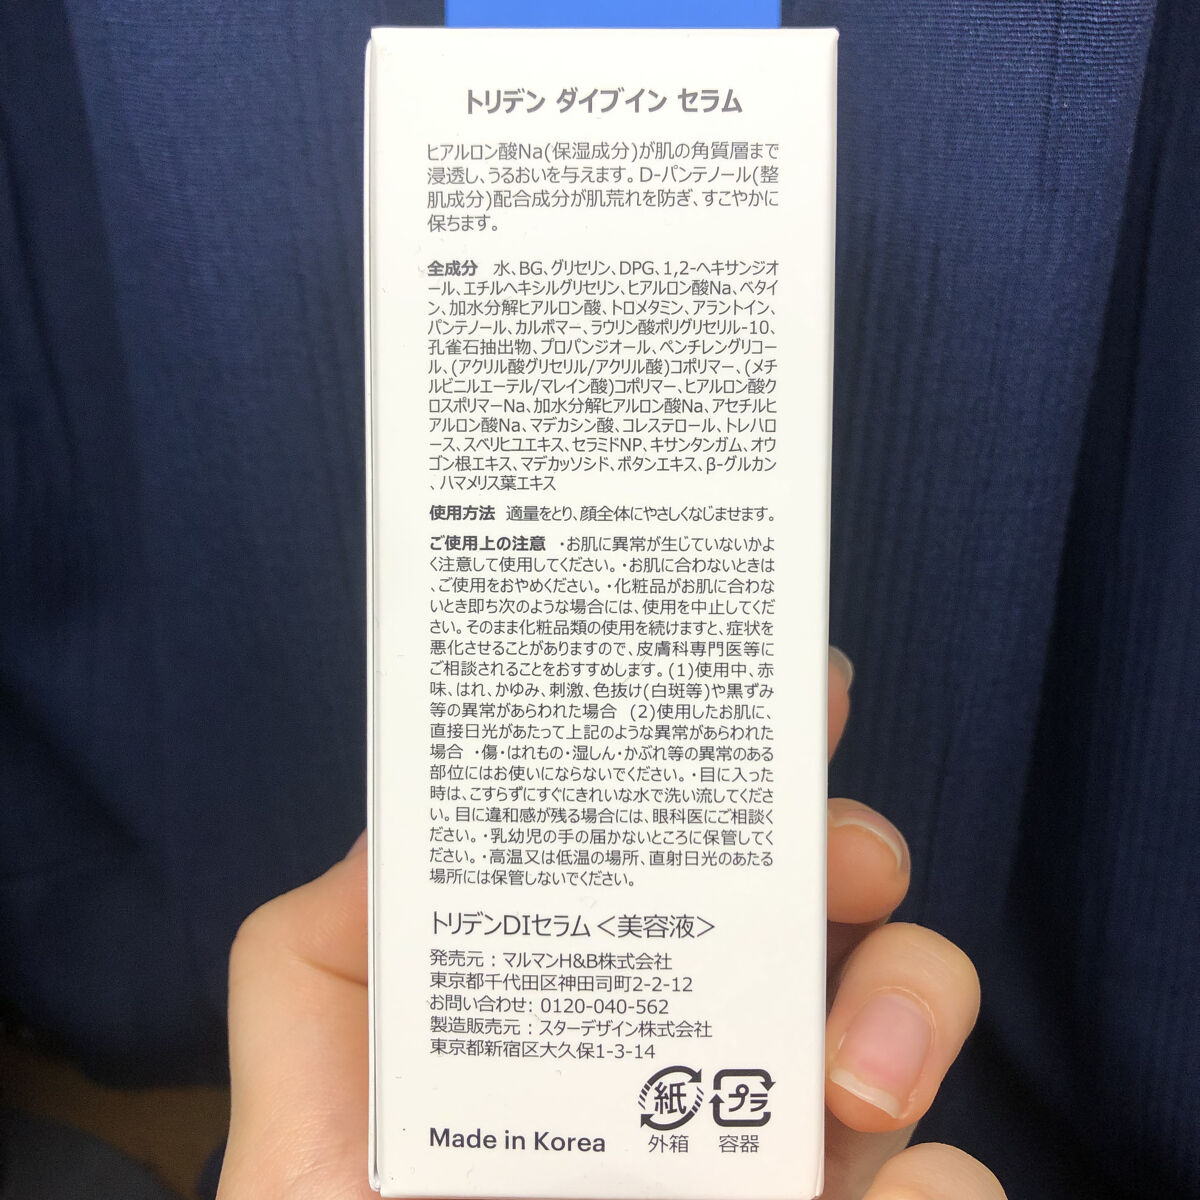 トリデン ダイブイン セラム
ヒアルロン酸Na(保湿成分)が肌の角質層まで
浸透し、うるおいを与えます。D-パンテノール(整
肌成分)配合成分が肌荒れを防ぎ、すこやかに
保ちます。
全成分 水、BG、グリセリン、DPG、1,2-ヘキサンジオ
ール、エチルヘキシルグリセリン、ヒアルロン酸Na、ベタイ
ン、加水分解ヒアルロン酸、トロメタミン、アラントイン、
パンテノール、カルボマー、ラウリン酸ポリグリセリル-10、
孔雀石抽出物、プロパンジオール、ペンチレングリコー
ル、(アクリル酸グリセリル/アクリル酸)コポリマー、(メチ
ルビニルエーテル/マレイン酸)コポリマー、ヒアルロン酸ク
ロスポリマーNa、加水分解ヒアルロン酸Na、アセチルヒ
アルロン酸Na、マデカシン酸、コレステロール、トレハロ
ース、スベリヒユエキス、セラミドNP、キサンタンガム、オウ
ゴン根エキス、マデカッソシド、ボタンエキス、β-グルカン
、ハマメリス葉エキス
使用方法 適量をとり、顔全体にやさしくなじませます。
ご使用上の注意 ・お肌に異常が生じていないかよ
く注意して使用してください。・お肌に合わないときは
、ご使用をおやめください。・化粧品がお肌に合わな
いとき即ち次のような場合には、使用を中止してくだ
さい。そのまま化粧品類の使用を続けますと、症状を
悪化させることがありますので、皮膚科専門医等に
ご相談されることをおすすめします。(1)使用中、赤
味、はれ、かゆみ、刺激、色抜け(白斑等)や黒ずみ
等の異常があらわれた場合 (2)使用したお肌に、
直接日光があたって上記のような異常があらわれた
場合 ・傷・はれもの・湿しん・かぶれ等の異常のある
部位にはお使いにならないでください。・目に入った
時は、こすらずにすぐにきれいな水で洗い流してくださ
い。目に違和感が残る場合には、眼科医にご相談く
ださい。・乳幼児の手の届かないところに保管してく
ださい。・高温又は低温の場所、直射日光のあたる
場所には保管しないでください。
トリデンDIセラム＜美容液＞
発売元：マルマンH&B株式会社
東京都千代田区神田司町2-2-12
お問い合わせ: 0120-040-562
製造販売元：スターデザイン株式会社
東京都新宿区大久保1-3-14
紙 プラ
Made in Korea 外箱 容器